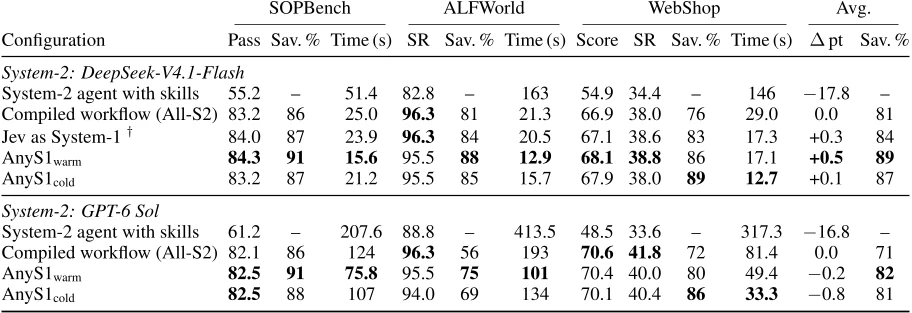 SOPBench ALFWorld WebShop Avg.
Configuration Pass Sav. % Time (s) SR Sav. % Time (s) Score SR Sav. % Time (s) Δ pt Sav. %
System-2: DeepSeek-V4.1-Flash
System-2 agent with skills 55.2 – 51.4 82.8 – 163 54.9 34.4 – 146 −17.8 –
Compiled workflow (All-S2) 83.2 86 25.0 96.3 81 21.3 66.9 38.0 76 29.0 0.0 81
Jev as System-1 † 84.0 87 23.9 96.3 84 20.5 67.1 38.6 83 17.3 +0.3 84
AnyS1warm 84.3 91 15.6 95.5 88 12.9 68.1 38.8 86 17.1 +0.5 89
AnyS1cold 83.2 87 21.2 95.5 85 15.7 67.9 38.0 89 12.7 +0.1 87
System-2: GPT-6 Sol
System-2 agent with skills 61.2 – 207.6 88.8 – 413.5 48.5 33.6 – 317.3 −16.8 –
Compiled workflow (All-S2) 82.1 86 124 96.3 56 193 70.6 41.8 72 81.4 0.0 71
AnyS1warm 82.5 91 75.8 95.5 75 101 70.4 40.0 80 49.4 −0.2 82
AnyS1cold 82.5 88 107 94.0 69 134 70.1 40.4 86 33.3 −0.8 81